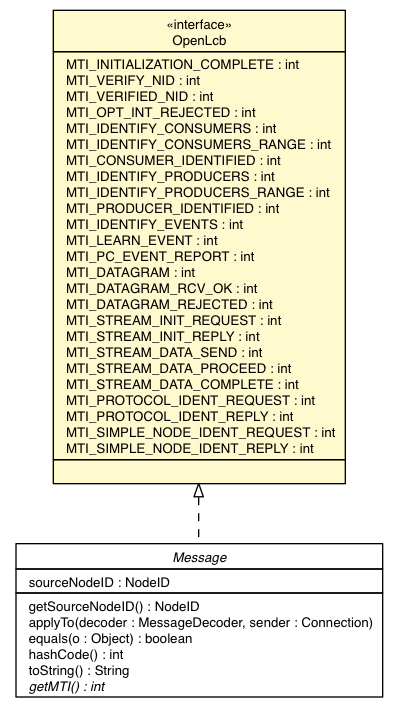 «interface»
OpenLcb
MTI_INITIALIZATION_COMPLETE : int
MTI_VERIFY_NID : int
MTI_VERIFIED_NID : int
MTI_OPT_INT_REJECTED : int
MTI_IDENTIFY_CONSUMERS : int
MTI_IDENTIFY_CONSUMERS_RANGE : int
MTI_CONSUMER_IDENTIFIED : int
MTI_IDENTIFY_PRODUCERS : int
MTI_IDENTIFY_PRODUCERS_RANGE : int
MTI_PRODUCER_IDENTIFIED : int
MTI_IDENTIFY_EVENTS : int
MTI_LEARN_EVENT : int
MTI_PC_EVENT_REPORT : int
MTI_DATAGRAM : int
MTI_DATAGRAM_RCV_OK : int
MTI_DATAGRAM_REJECTED : int
MTI_STREAM_INIT_REQUEST : int
MTI_STREAM_INIT_REPLY : int
MTI_STREAM_DATA_SEND : int
MTI_STREAM_DATA_PROCEED : int
MTI_STREAM_DATA_COMPLETE : int
MTI_PROTOCOL_IDENT_REQUEST : int
MTI_PROTOCOL_IDENT_REPLY : int
MTI_SIMPLE_NODE_IDENT_REQUEST : int
MTI_SIMPLE_NODE_IDENT_REPLY : int
Message
sourceNodeID : NodeID
getSourceNodeID() : NodeID
applyTo(decoder : MessageDecoder, sender : Connection)
equals(o : Object) : boolean
hashCode() : int
toString() : String
getMTI() : int